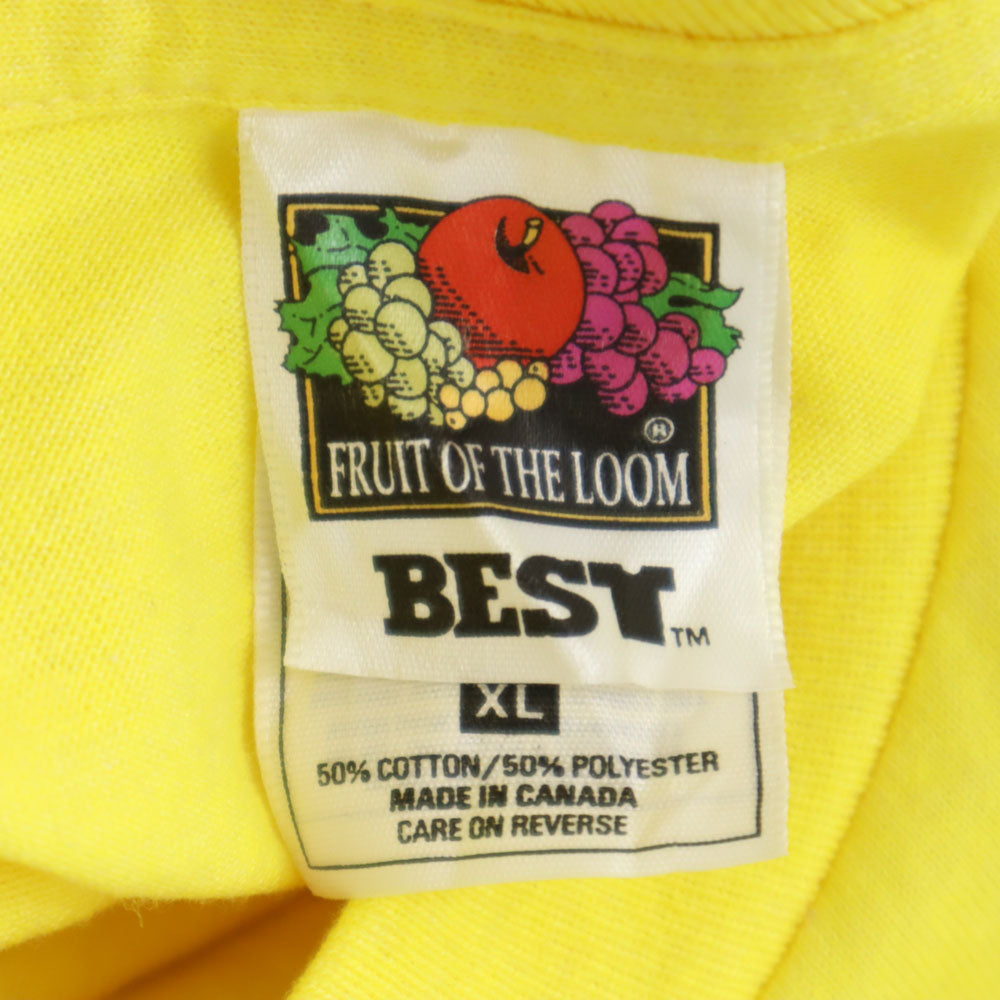 ®
FRUIT OF THE LOOM
BEST™
XL
50% COTTON/50% POLYESTER
MADE IN CANADA
CARE ON REVERSE